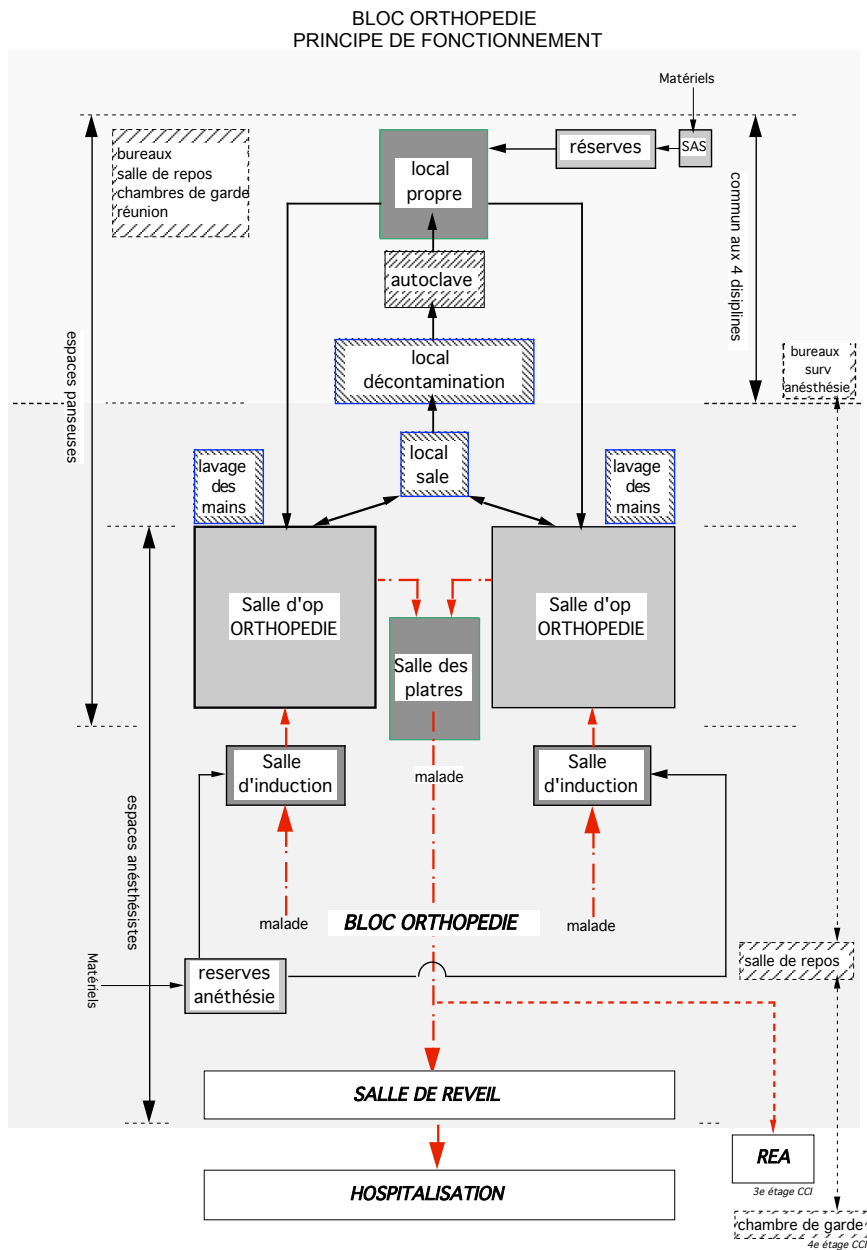 BLOC ORTHOPEDIE
PRINCIPE DE FONCTIONNEMENT
Matériels
bureaux
salle de repos
chambres de garde
réunion
local
propre
réserves
SAS
autoclave
commun aux 4 disiplines
espaces panseuses
local
décontamination
bureaux
surv
anésthésie
local
sale
lavage
des
mains
lavage
des
mains
Salle d'op
ORTHOPEDIE
Salle d'op
ORTHOPEDIE
Salle des
platres
Salle
d'induction
malade
Salle
d'induction
espaces anésthésistes
malade
BLOC ORTHOPEDIE
malade
Matériels
reserves
anéthésie
salle de repos
SALLE DE REVEIL
REA
3e étage CCI
HOSPITALISATION
chambre de garde
4e étage CCI